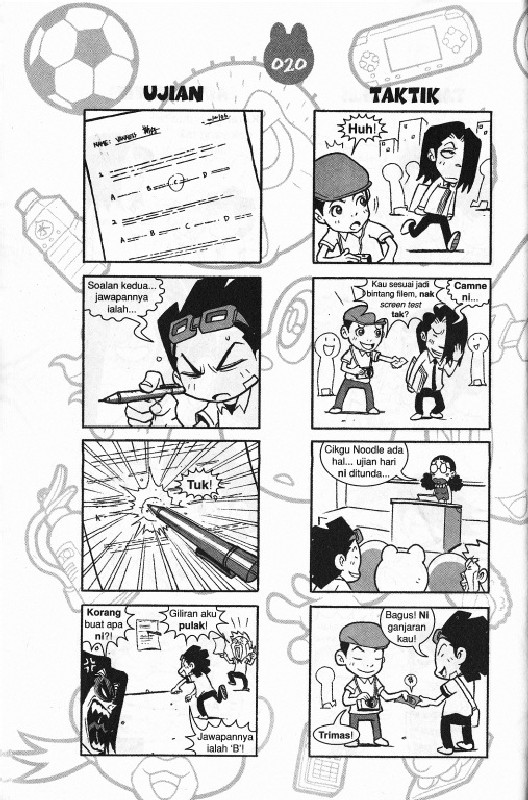 020
UJIAN
NAME:
1.
A B C D
2.
A B C D
Soalan kedua...
jawapannya
ialah...
Tuk!
Korang
buat apa
ni?!
Giliran aku
pulak!
Jawapannya
ialah 'B'!
TAKTIK
Huh!
Kau sesuai jadi
bintang filem, nak
screen test
tak?
Camne
ni...
Cikgu Noodle ada
hal... ujian hari
ni ditunda...
Bagus! Ni
ganjaran
kau!
Trimas!